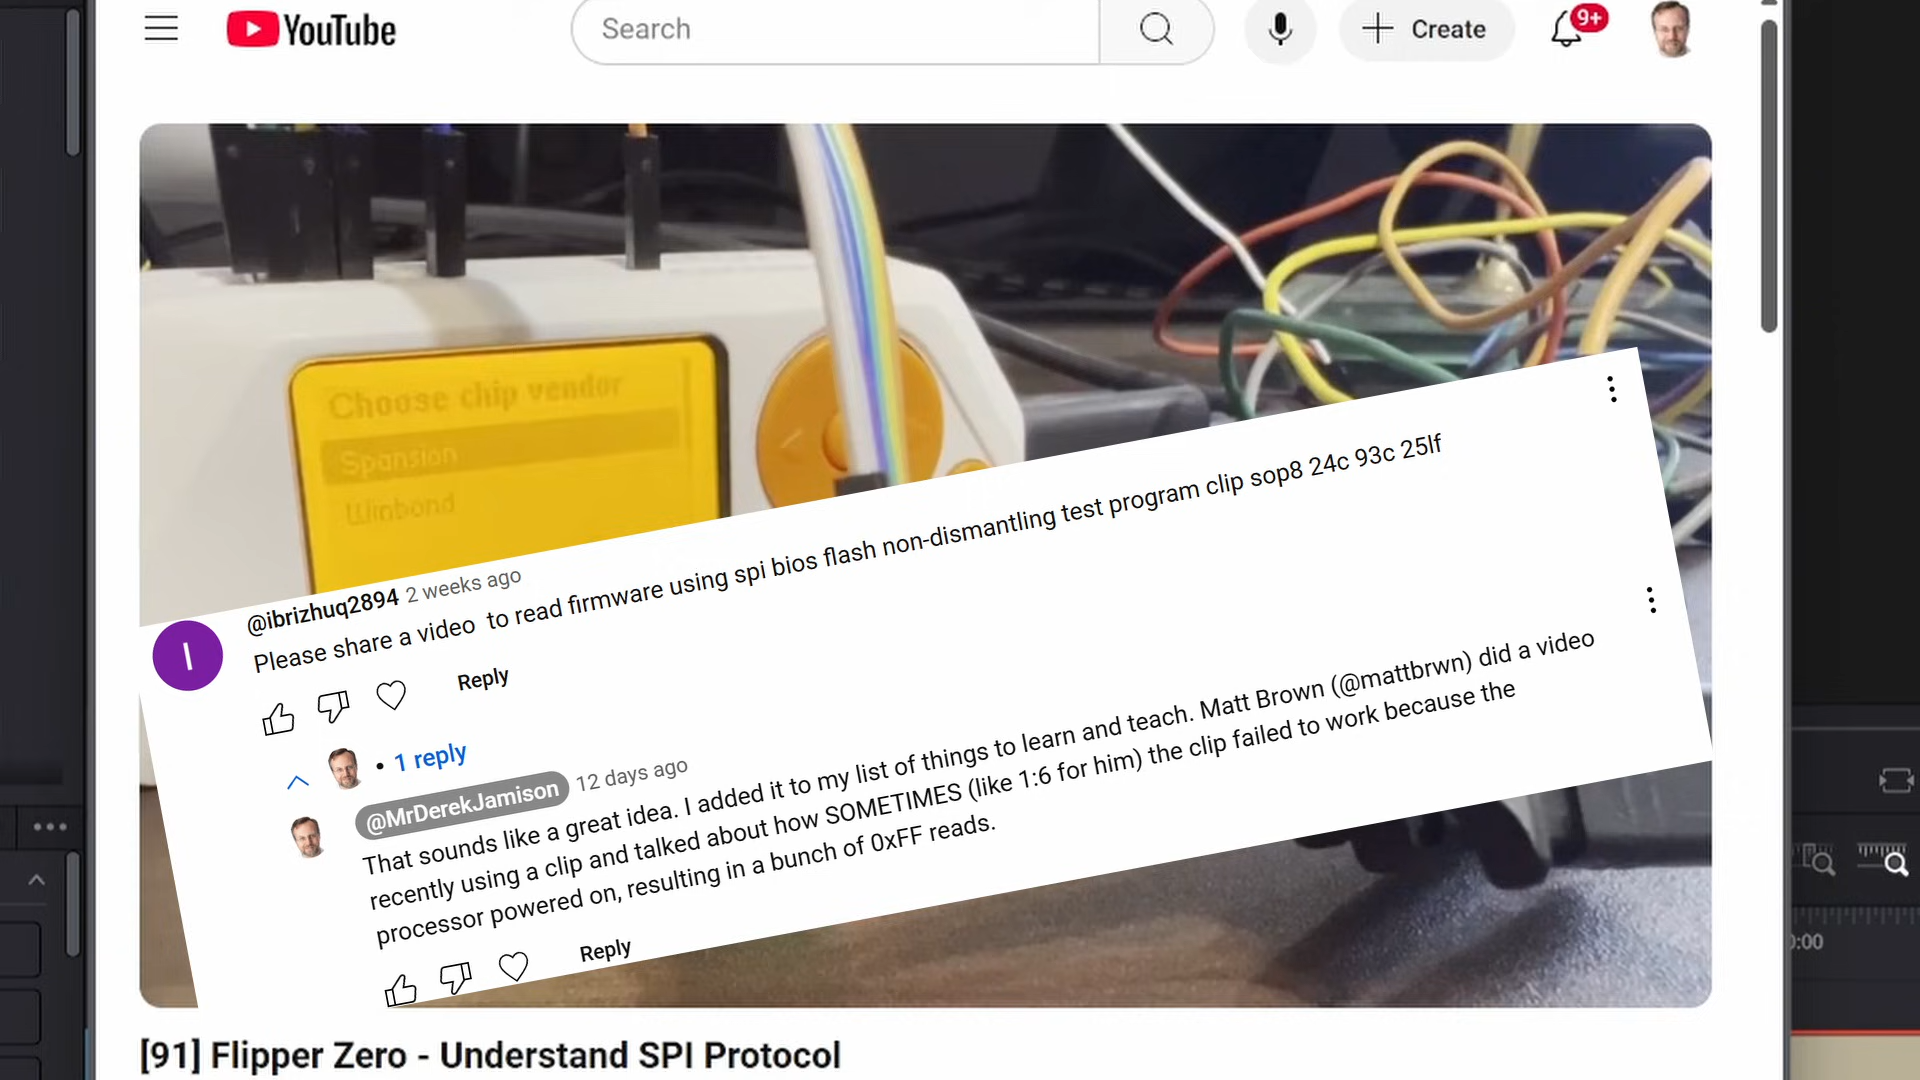 YouTube
Search
Create
9+
Choose chip vendor
Spansion
Winbond
@ibrizhuq2894 2 weeks ago
Please share a video to read firmware using spi bios flash non-dismantling test program clip sop8 24c 93c 25lf
Reply
1 reply
@MrDerekJamison 12 days ago
That sounds like a great idea. I added it to my list of things to learn and teach. Matt Brown (@mattbrwn) did a video
recently using a clip and talked about how SOMETIMES (like 1:6 for him) the clip failed to work because the
processor powered on, resulting in a bunch of 0xFF reads.
Reply
[91] Flipper Zero - Understand SPI Protocol